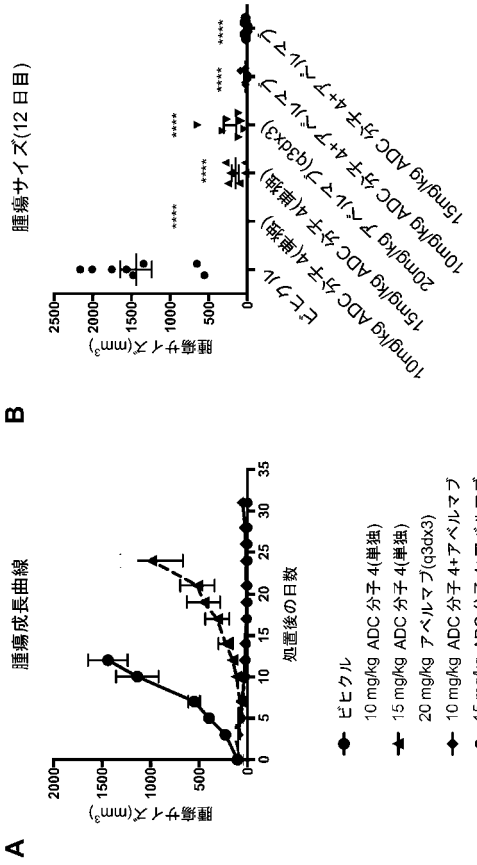 A
腫瘍成長曲線
腫瘍サイズ(mm³)
2000
1500
1000
500
0
0
5
10
15
20
25
30
35
処置後の日数
ビヒクル
10 mg/kg ADC 分子 4(単独)
15 mg/kg ADC 分子 4(単独)
20 mg/kg アベルマブ(q3dx3)
10 mg/kg ADC 分子 4+アベルマブ
B
腫瘍サイズ(12 日目)
腫瘍サイズ(mm³)
2500
2000
1500
1000
500
0
****
****
****
****
****
ビヒクル
10mg/kg ADC 分子 4(単独)
15mg/kg ADC 分子 4(単独)
20mg/kg アベルマブ(q3dx3)
10mg/kg ADC 分子 4+アベルマブ
15mg/kg ADC 分子 4+アベルマブ